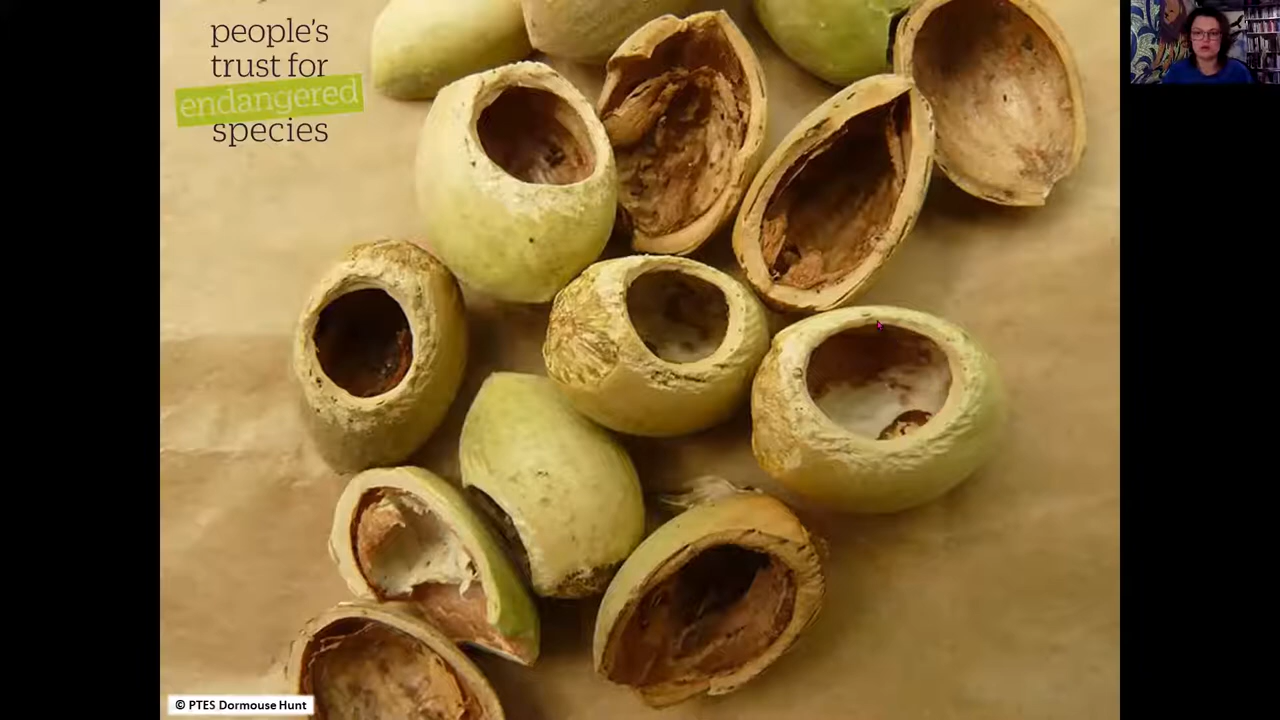 people's
trust for
endangered
species
© PTES Dormouse Hunt